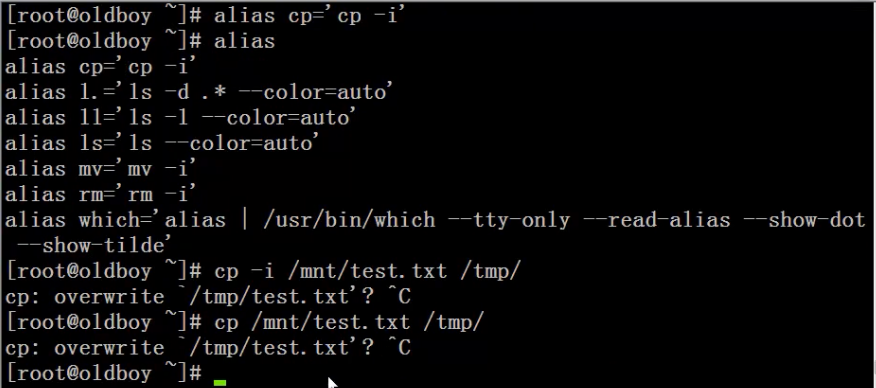 [root@oldboy ~]# alias cp='cp -i'
[root@oldboy ~]# alias
alias cp='cp -i'
alias l.='ls -d .* --color=auto'
alias ll='ls -l --color=auto'
alias ls='ls --color=auto'
alias mv='mv -i'
alias rm='rm -i'
alias which='alias | /usr/bin/which --tty-only --read-alias --show-dot
 --show-tilde'
[root@oldboy ~]# cp -i /mnt/test.txt /tmp/
cp: overwrite `/tmp/test.txt'? ^C
[root@oldboy ~]# cp /mnt/test.txt /tmp/
cp: overwrite `/tmp/test.txt'? ^C
[root@oldboy ~]#